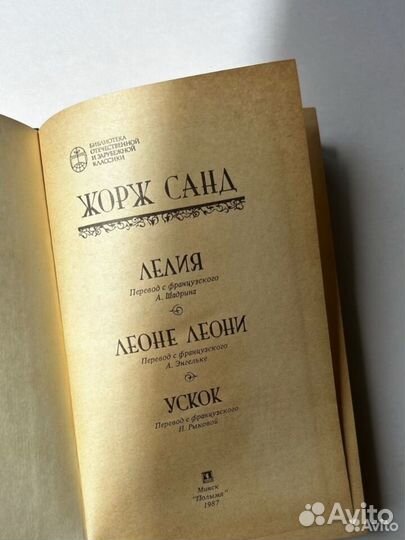 БИБЛИОТЕКА
ОТЕЧЕСТВЕННОЙ
И ЗАРУБЕЖНОЙ
КЛАССИКИ
ЖОРЖ САНД
ЛЕЛИЯ
Перевод с французского
А. Шадрина
ЛЕОНЕ ЛЕОНИ
Перевод с французского
А. Энгельке
УСКОК
Перевод с французского
Н. Рыковой
Минск
"Полымя"
1987
Avito
Avito